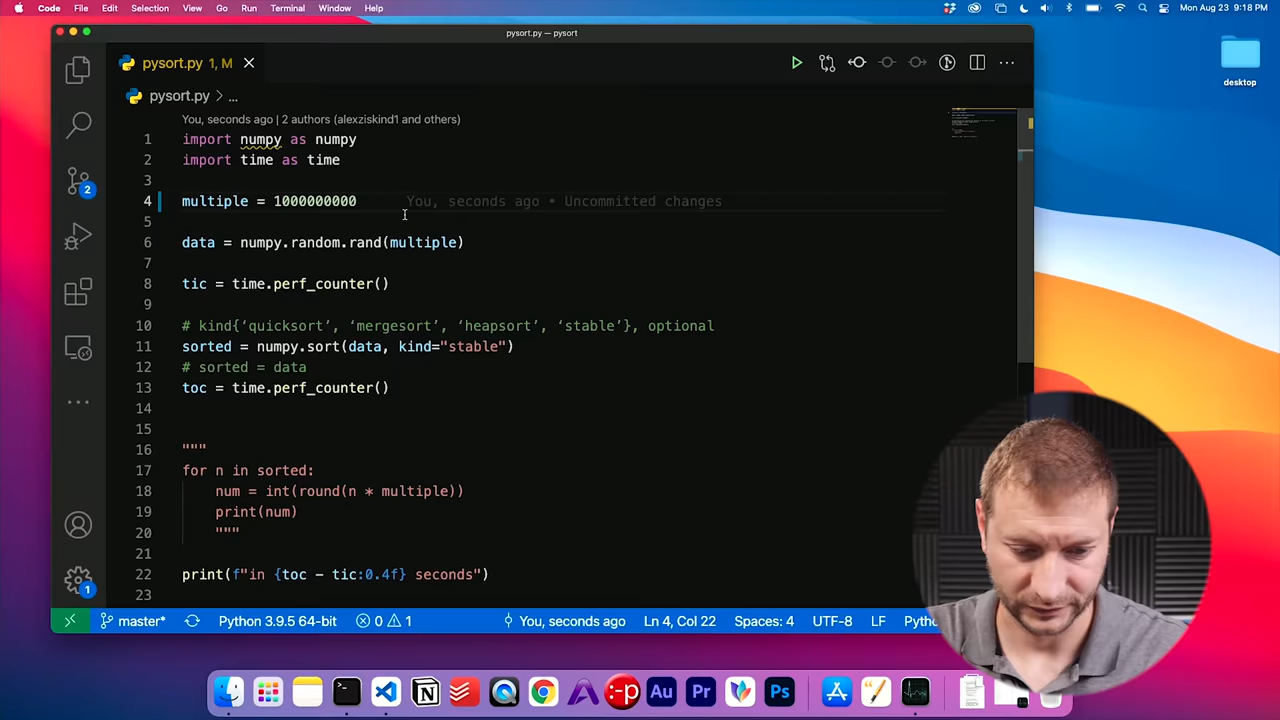 Code File Edit Selection View Go Run Terminal Window Help Mon Aug 23 9:18 PM
pysort.py — pysort
pysort.py 1, M
desktop
pysort.py > ...
You, seconds ago | 2 authors (alexziskind1 and others)
1 import numpy as numpy
2 import time as time
3
4 multiple = 1000000000 You, seconds ago • Uncommitted changes
5
6 data = numpy.random.rand(multiple)
7
8 tic = time.perf_counter()
9
10 # kind{‘quicksort’, ‘mergesort’, ‘heapsort’, ‘stable’}, optional
11 sorted = numpy.sort(data, kind="stable")
12 # sorted = data
13 toc = time.perf_counter()
14
15
16 """
17 for n in sorted:
18 num = int(round(n * multiple))
19 print(num)
20 """
21
22 print(f"in {toc - tic:0.4f} seconds")
23
2
1
master* Python 3.9.5 64-bit 0 1 You, seconds ago Ln 4, Col 22 Spaces: 4 UTF-8 LF Pytho
N :-p Au Pr Ps